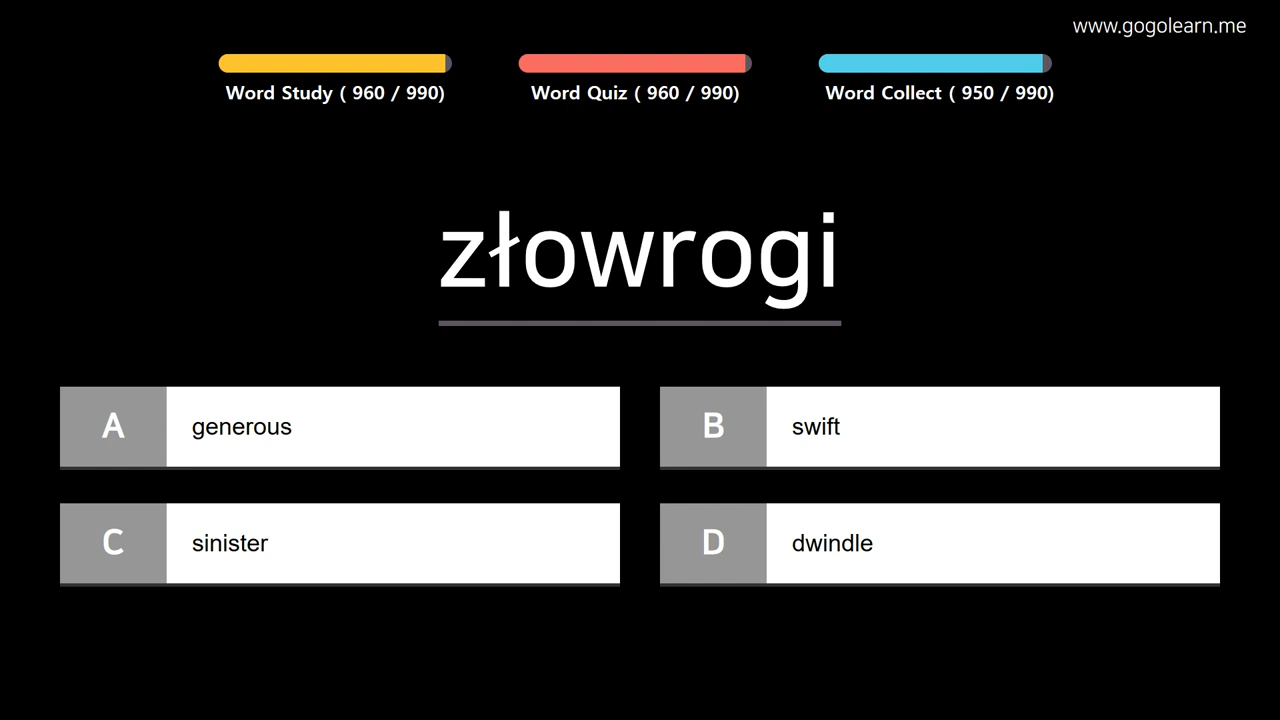 www.gogolearn.me
Word Study ( 960 / 990)
Word Quiz ( 960 / 990)
Word Collect ( 950 / 990)
złowrogi
A generous
B swift
C sinister
D dwindle